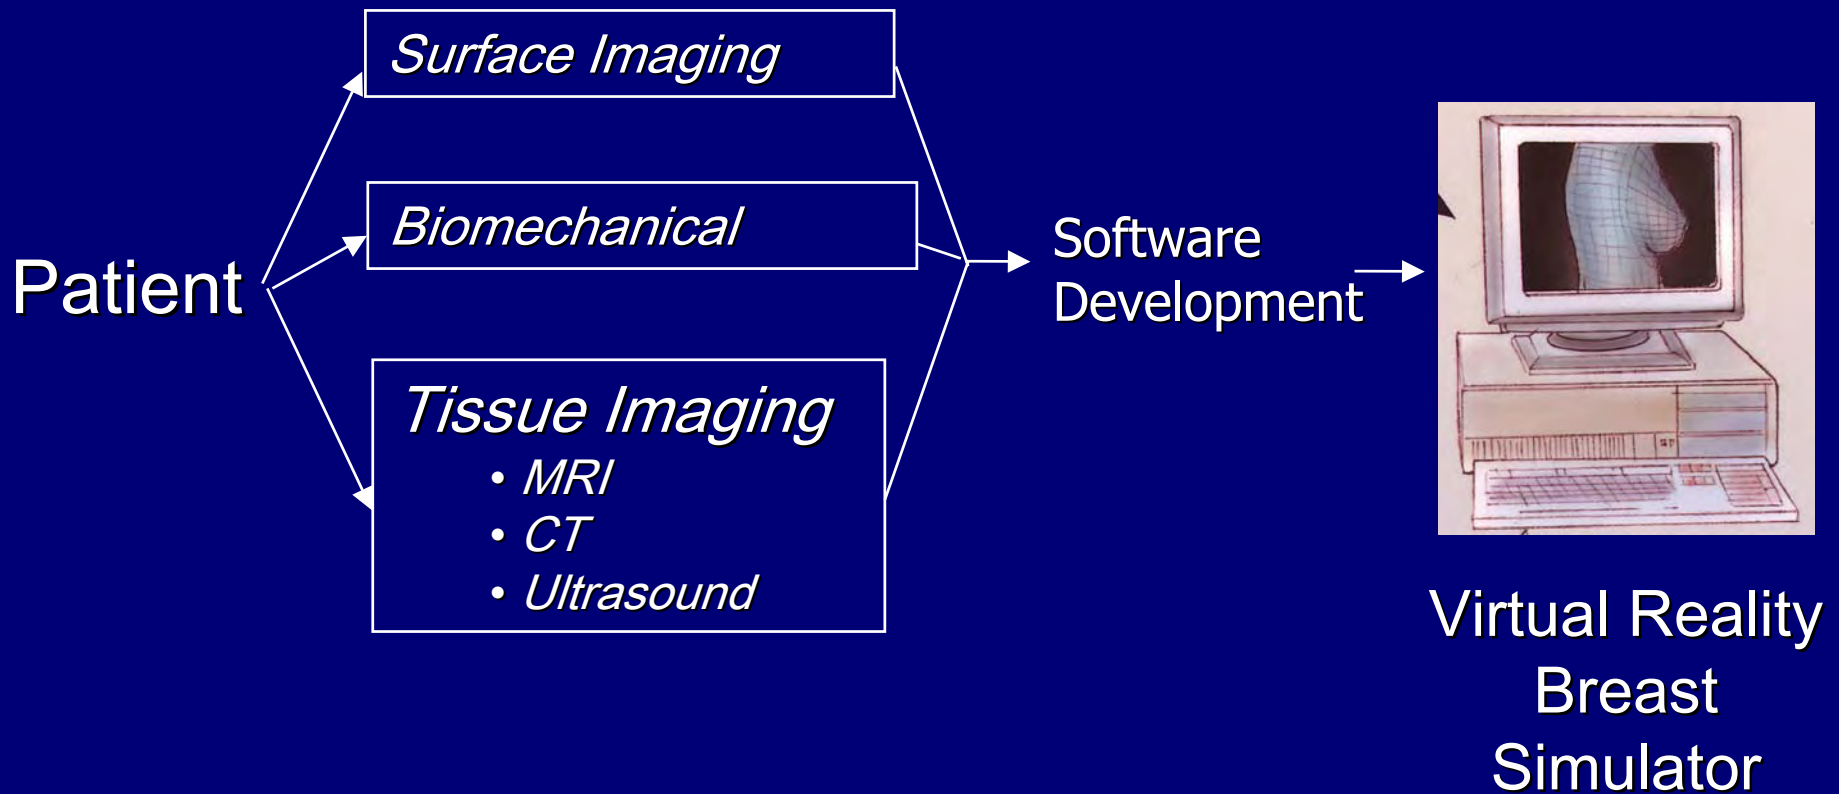 Patient
Surface Imaging
Biomechanical
Tissue Imaging
• MRI
• CT
• Ultrasound
Software
Development
Virtual Reality
Breast
Simulator